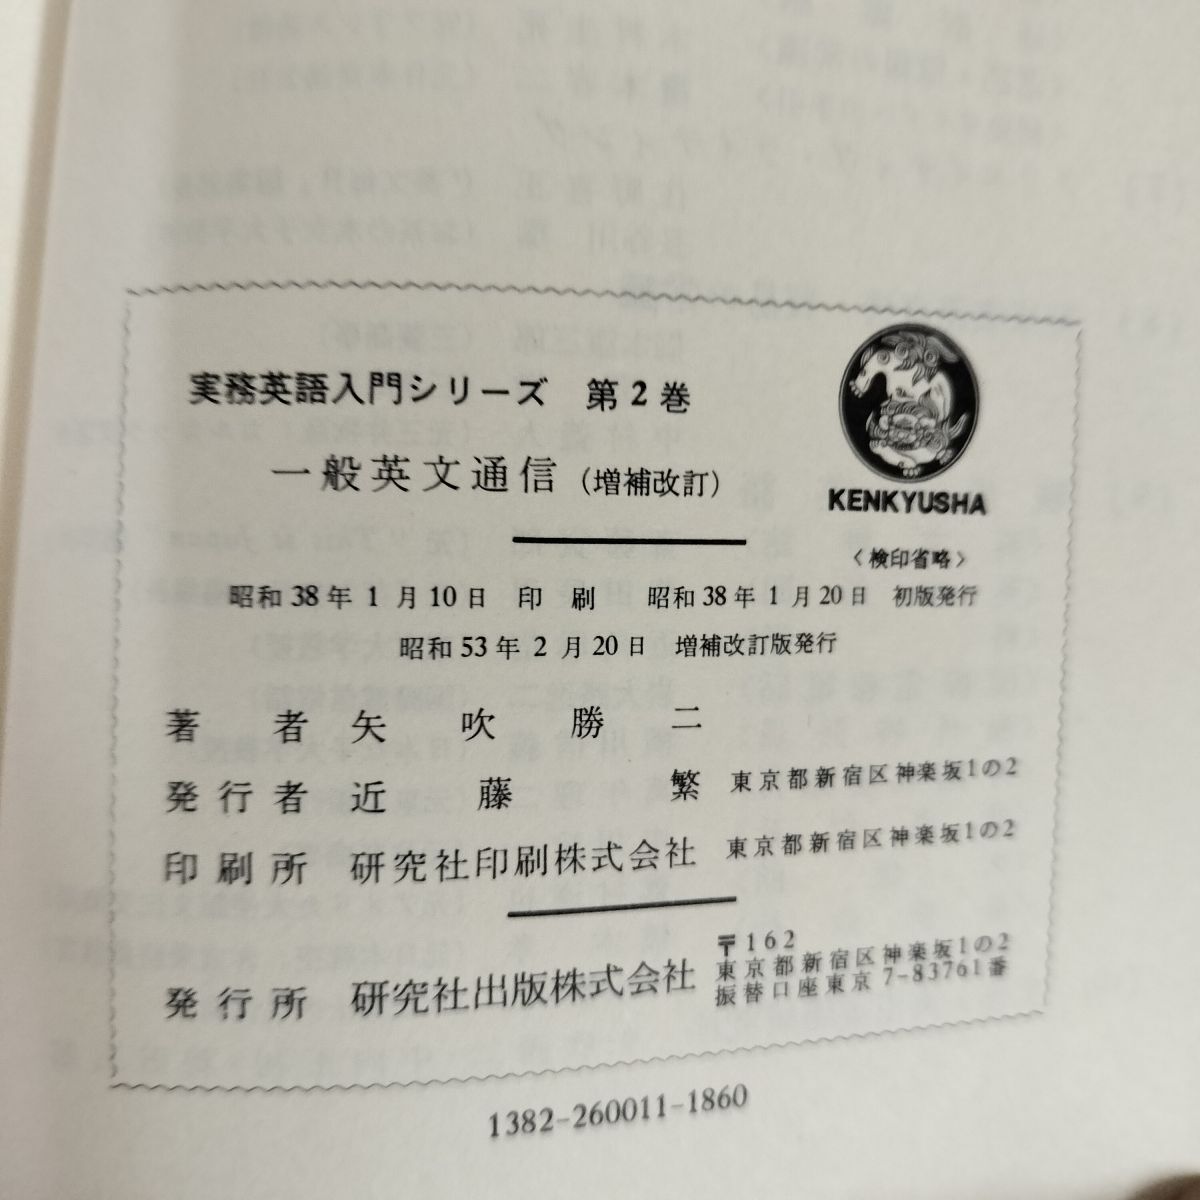 実務英語入門シリーズ 第2巻
一般英文通信 (増補改訂)
KENKYUSHA
〈検印省略〉
昭和38年1月10日 印刷 昭和38年1月20日 初版発行
昭和53年2月20日 増補改訂版発行
著者 矢吹勝二
発行者 近藤繁 東京都新宿区神楽坂1の2
印刷所 研究社印刷株式会社 東京都新宿区神楽坂1の2
発行所 研究社出版株式会社
〒162
東京都新宿区神楽坂1の2
振替口座東京 7-83761番
1382-260011-1860